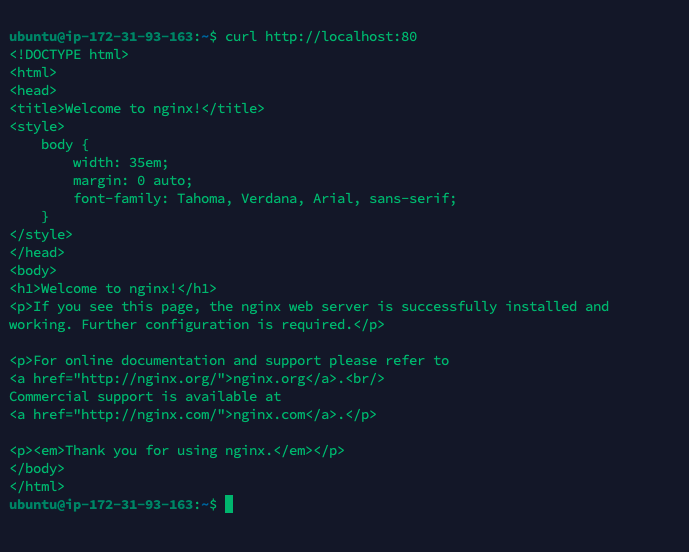 ubuntu@ip-172-31-93-163:~$ curl http://localhost:80
<!DOCTYPE html>
<html>
<head>
<title>Welcome to nginx!</title>
<style>
    body {
        width: 35em;
        margin: 0 auto;
        font-family: Tahoma, Verdana, Arial, sans-serif;
    }
</style>
</head>
<body>
<h1>Welcome to nginx!</h1>
<p>If you see this page, the nginx web server is successfully installed and
working. Further configuration is required.</p>

<p>For online documentation and support please refer to
<a href="http://nginx.org/">nginx.org</a>.<br/>
Commercial support is available at
<a href="http://nginx.com/">nginx.com</a>.</p>

<p><em>Thank you for using nginx.</em></p>
</body>
</html>
ubuntu@ip-172-31-93-163:~$